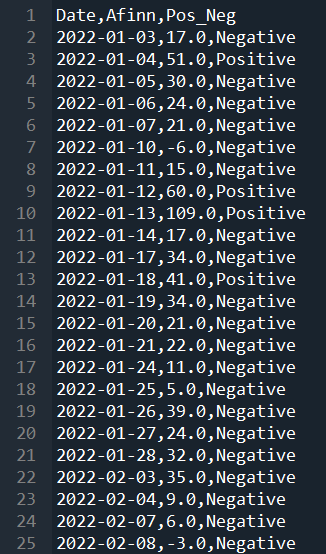 1 Date,Afinn,Pos_Neg
2 2022-01-03,17.0,Negative
3 2022-01-04,51.0,Positive
4 2022-01-05,30.0,Negative
5 2022-01-06,24.0,Negative
6 2022-01-07,21.0,Negative
7 2022-01-10,-6.0,Negative
8 2022-01-11,15.0,Negative
9 2022-01-12,60.0,Positive
10 2022-01-13,109.0,Positive
11 2022-01-14,17.0,Negative
12 2022-01-17,34.0,Negative
13 2022-01-18,41.0,Positive
14 2022-01-19,34.0,Negative
15 2022-01-20,21.0,Negative
16 2022-01-21,22.0,Negative
17 2022-01-24,11.0,Negative
18 2022-01-25,5.0,Negative
19 2022-01-26,39.0,Negative
20 2022-01-27,24.0,Negative
21 2022-01-28,32.0,Negative
22 2022-02-03,35.0,Negative
23 2022-02-04,9.0,Negative
24 2022-02-07,6.0,Negative
25 2022-02-08,-3.0,Negative